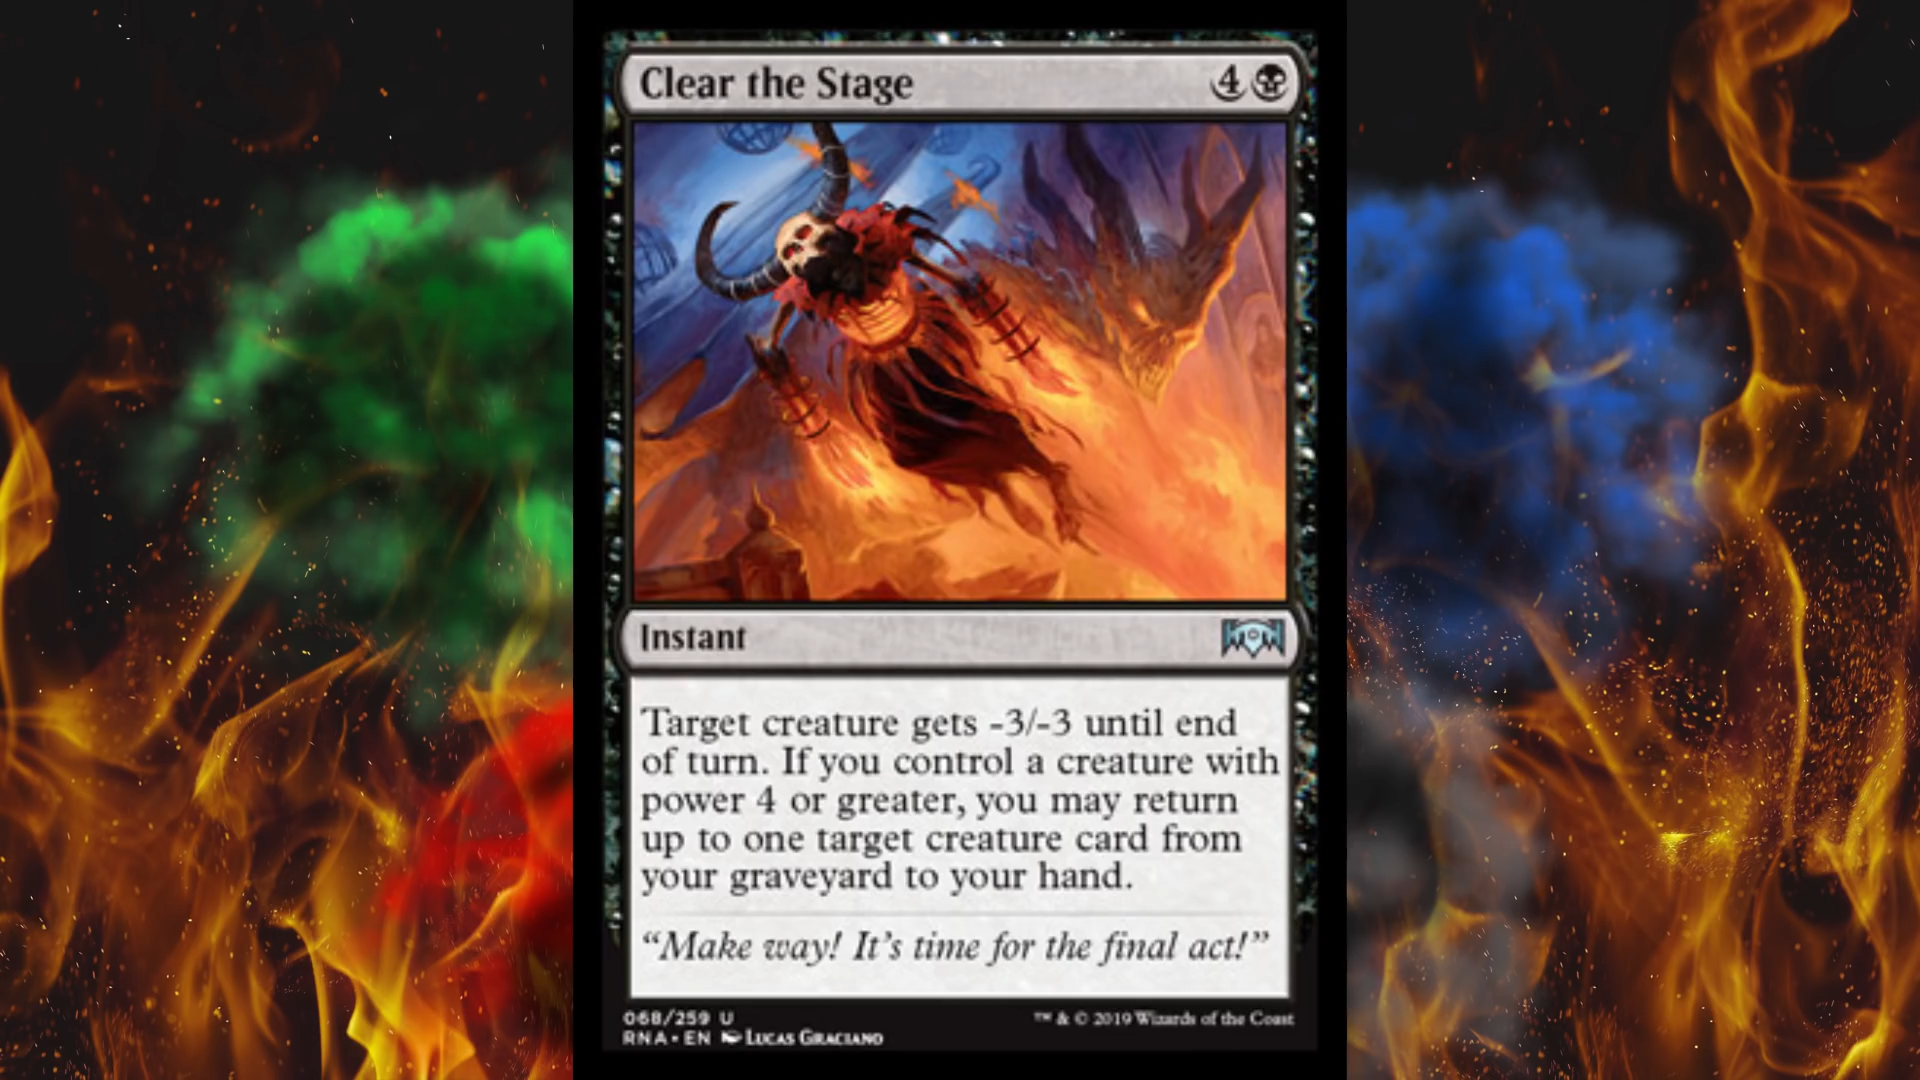 Clear the Stage 4
Instant
Target creature gets -3/-3 until end
of turn. If you control a creature with
power 4 or greater, you may return
up to one target creature card from
your graveyard to your hand.
“Make way! It’s time for the final act!”
068/259 U
™ & © 2019 Wizards of the Coast
RNA • EN Lucas Graciano